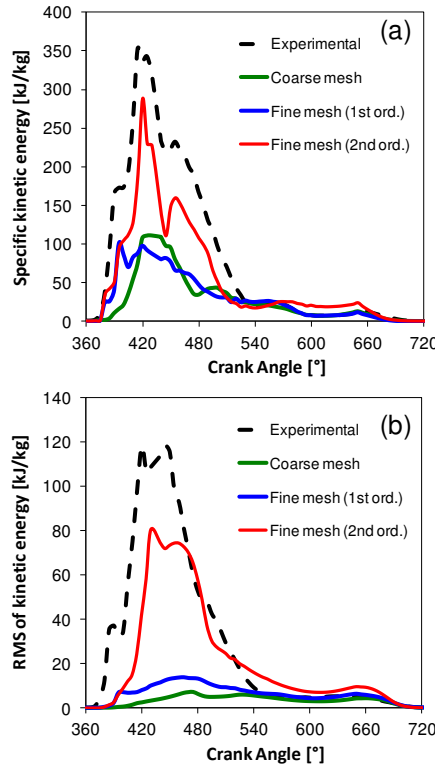 (a)
400
350
300
250
200
150
100
50
0
Specific kinetic energy [kJ/kg]
Experimental
Coarse mesh
Fine mesh (1st ord.)
Fine mesh (2nd ord.)
360 420 480 540 600 660 720
Crank Angle [°]
(b)
140
120
100
80
60
40
20
0
RMS of kinetic energy [kJ/kg]
Experimental
Coarse mesh
Fine mesh (1st ord.)
Fine mesh (2nd ord.)
360 420 480 540 600 660 720
Crank Angle [°]